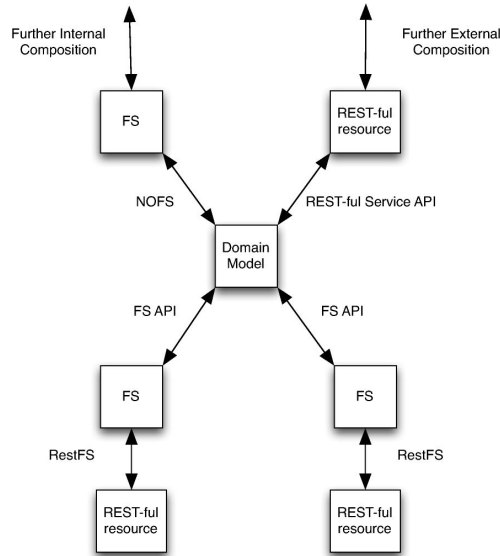 Further Internal
Composition
Further External
Composition
FS
REST-ful
resource
NOFS
REST-ful Service API
Domain
Model
FS API
FS API
FS
FS
RestFS
RestFS
REST-ful
resource
REST-ful
resource